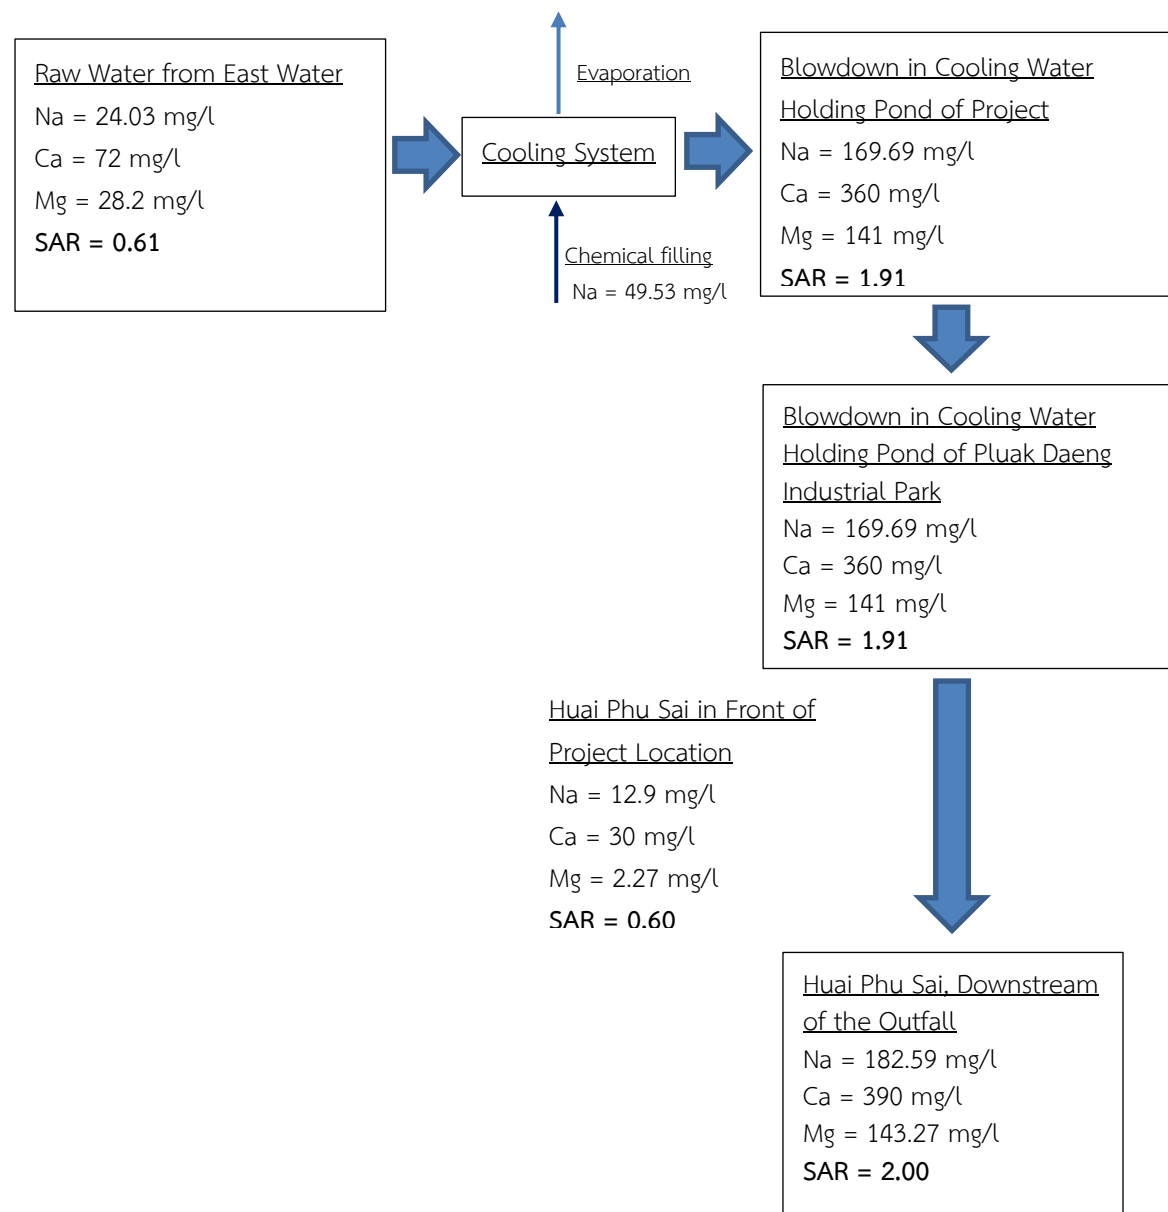 Raw Water from East Water
Na = 24.03 mg/l
Ca = 72 mg/l
Mg = 28.2 mg/l
SAR = 0.61
Evaporation
Cooling System
Chemical filling
Na = 49.53 mg/l
Blowdown in Cooling Water
Holding Pond of Project
Na = 169.69 mg/l
Ca = 360 mg/l
Mg = 141 mg/l
SAR = 1.91
Blowdown in Cooling Water
Holding Pond of Pluak Daeng
Industrial Park
Na = 169.69 mg/l
Ca = 360 mg/l
Mg = 141 mg/l
SAR = 1.91
Huai Phu Sai in Front of
Project Location
Na = 12.9 mg/l
Ca = 30 mg/l
Mg = 2.27 mg/l
SAR = 0.60
Huai Phu Sai, Downstream
of the Outfall
Na = 182.59 mg/l
Ca = 390 mg/l
Mg = 143.27 mg/l
SAR = 2.00